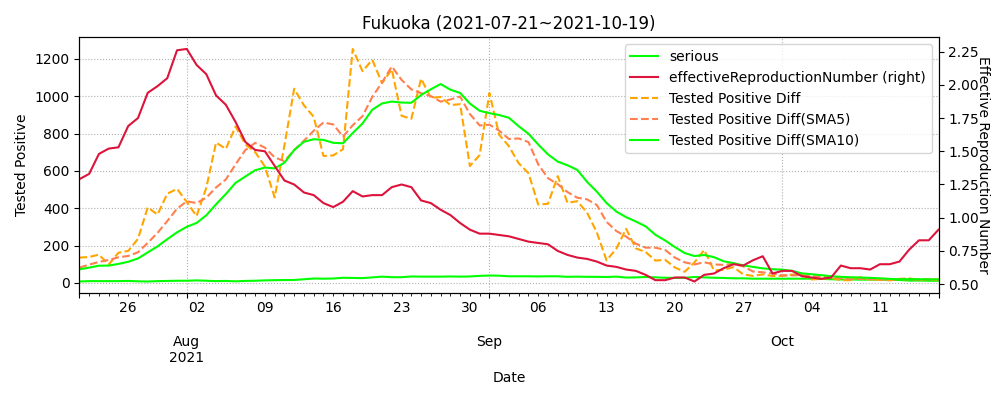 Fukuoka (2021-07-21~2021-10-19)
Tested Positive
1200
1000
800
600
400
200
0
serious
effectiveReproductionNumber (right)
Tested Positive Diff
Tested Positive Diff(SMA5)
Tested Positive Diff(SMA10)
2.25
2.00
1.75
1.50
1.25
1.00
0.75
0.50
Effective Reproduction Number
26 02 09 16 23 30 06 13 20 27 04 11
Aug Sep Oct
2021
Date